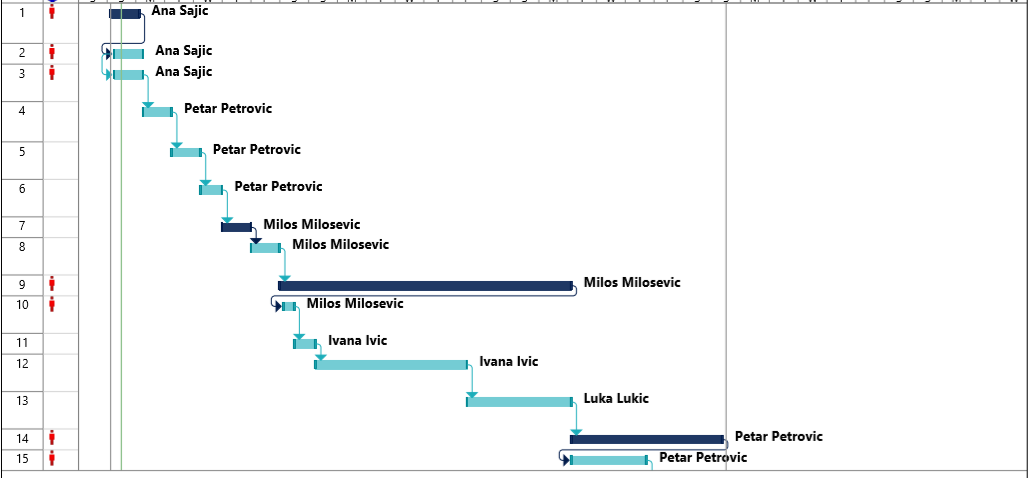 1 Ana Sajic
2 Ana Sajic
3 Ana Sajic
4 Petar Petrovic
5 Petar Petrovic
6 Petar Petrovic
7 Milos Milosevic
8 Milos Milosevic
9 Milos Milosevic
10 Milos Milosevic
11 Ivana Ivic
12 Ivana Ivic
13 Luka Lukic
14 Petar Petrovic
15 Petar Petrovic